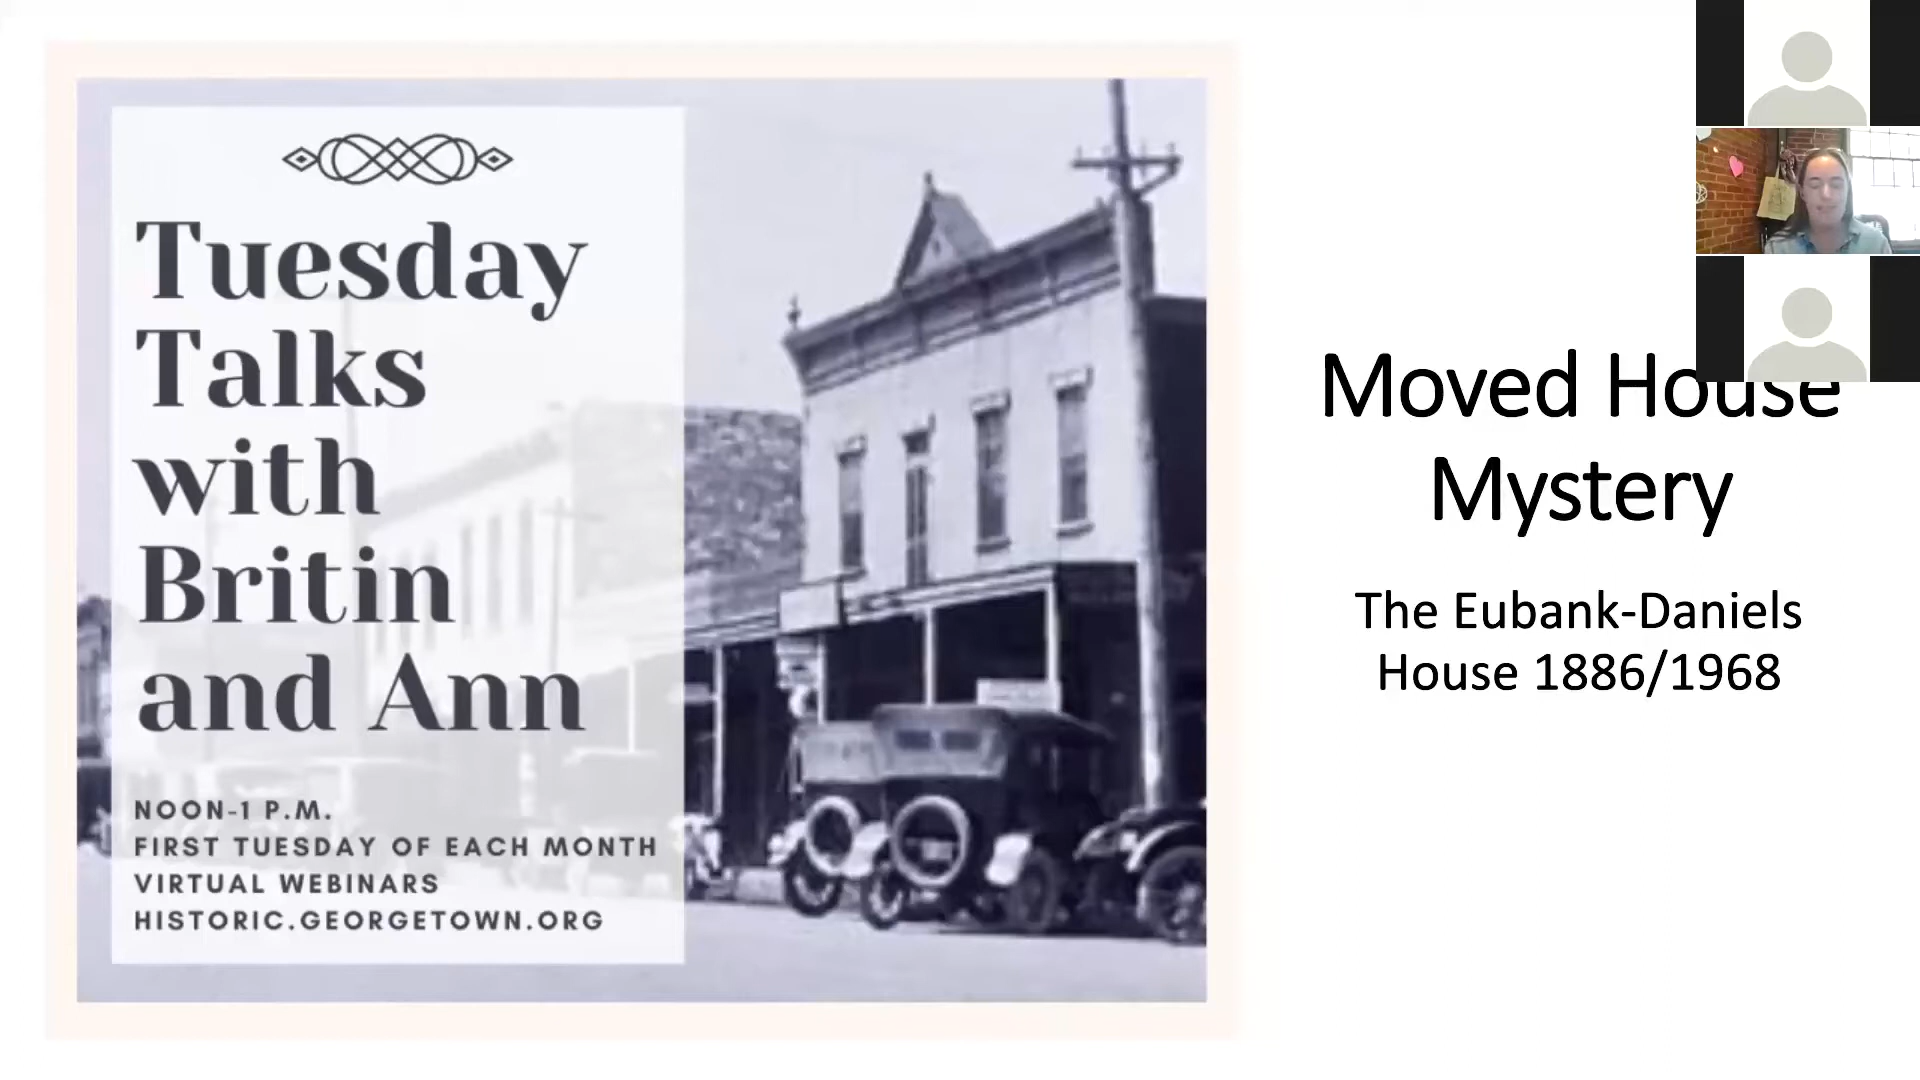 Tuesday
Talks
with
Britin
and Ann
NOON-1 P.M.
FIRST TUESDAY OF EACH MONTH
VIRTUAL WEBINARS
HISTORIC.GEORGETOWN.ORG
Moved House
Mystery
The Eubank-Daniels
House 1886/1968